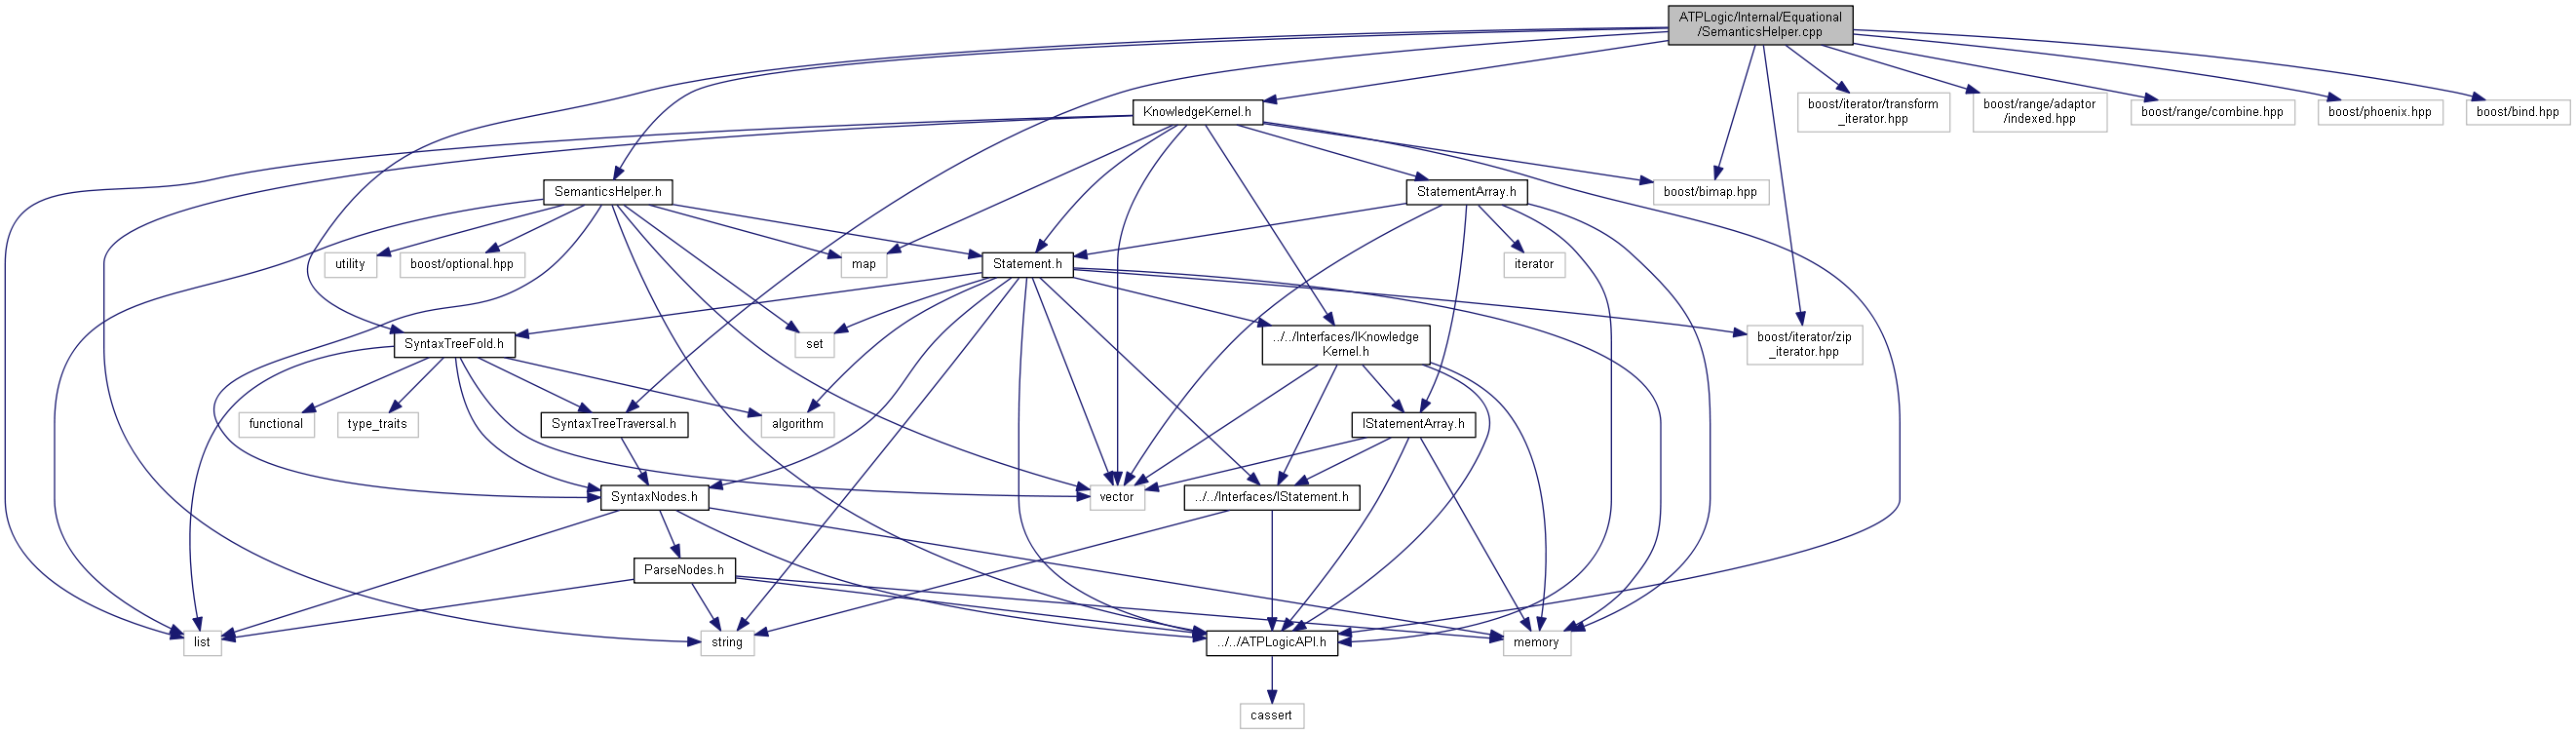 ATPLogic/Internal/Equational
/SemanticsHelper.cpp
KnowledgeKernel.h
boost/iterator/transform
_iterator.hpp
boost/range/adaptor
/indexed.hpp
boost/range/combine.hpp
boost/phoenix.hpp
boost/bind.hpp
SemanticsHelper.h
StatementArray.h
boost/bimap.hpp
utility
boost/optional.hpp
map
Statement.h
iterator
SyntaxTreeFold.h
set
../../Interfaces/IKnowledge
Kernel.h
boost/iterator/zip
_iterator.hpp
functional
type_traits
SyntaxTreeTraversal.h
algorithm
IStatementArray.h
SyntaxNodes.h
vector
../../Interfaces/IStatement.h
ParseNodes.h
list
string
../../ATPLogicAPI.h
memory
cassert